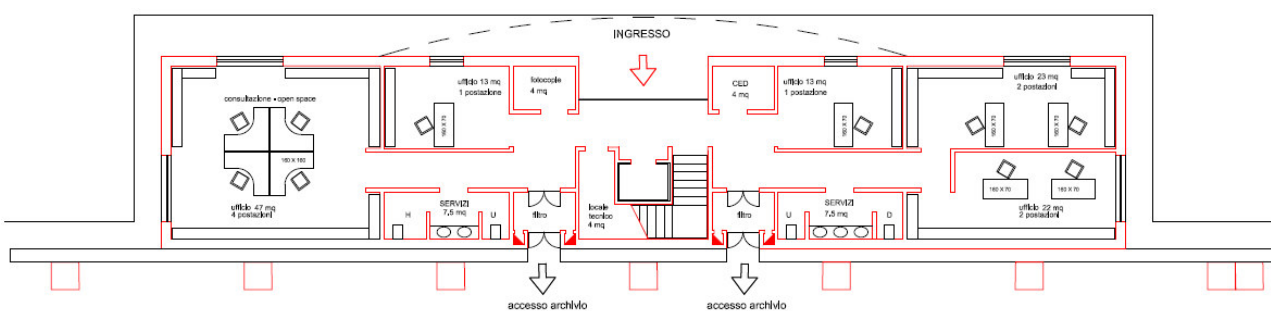 INGRESSO
ufficio 13 mq
1 postazione
fotocopie
4 mq
CED
4 mq
ufficio 13 mq
1 postazione
ufficio 23 mq
2 postazioni
consultazione - open space
160 X 160
160 X 70
160 X 70
160 X 70
160 X 70
160 X 70
160 X 70
ufficio 47 mq
4 postazioni
H
SERVIZI
7,5 mq
U
filtro
locale
tecnico
4 mq
filtro
U
SERVIZI
7,5 mq
D
ufficio 22 mq
2 postazioni
accesso archivio
accesso archivio